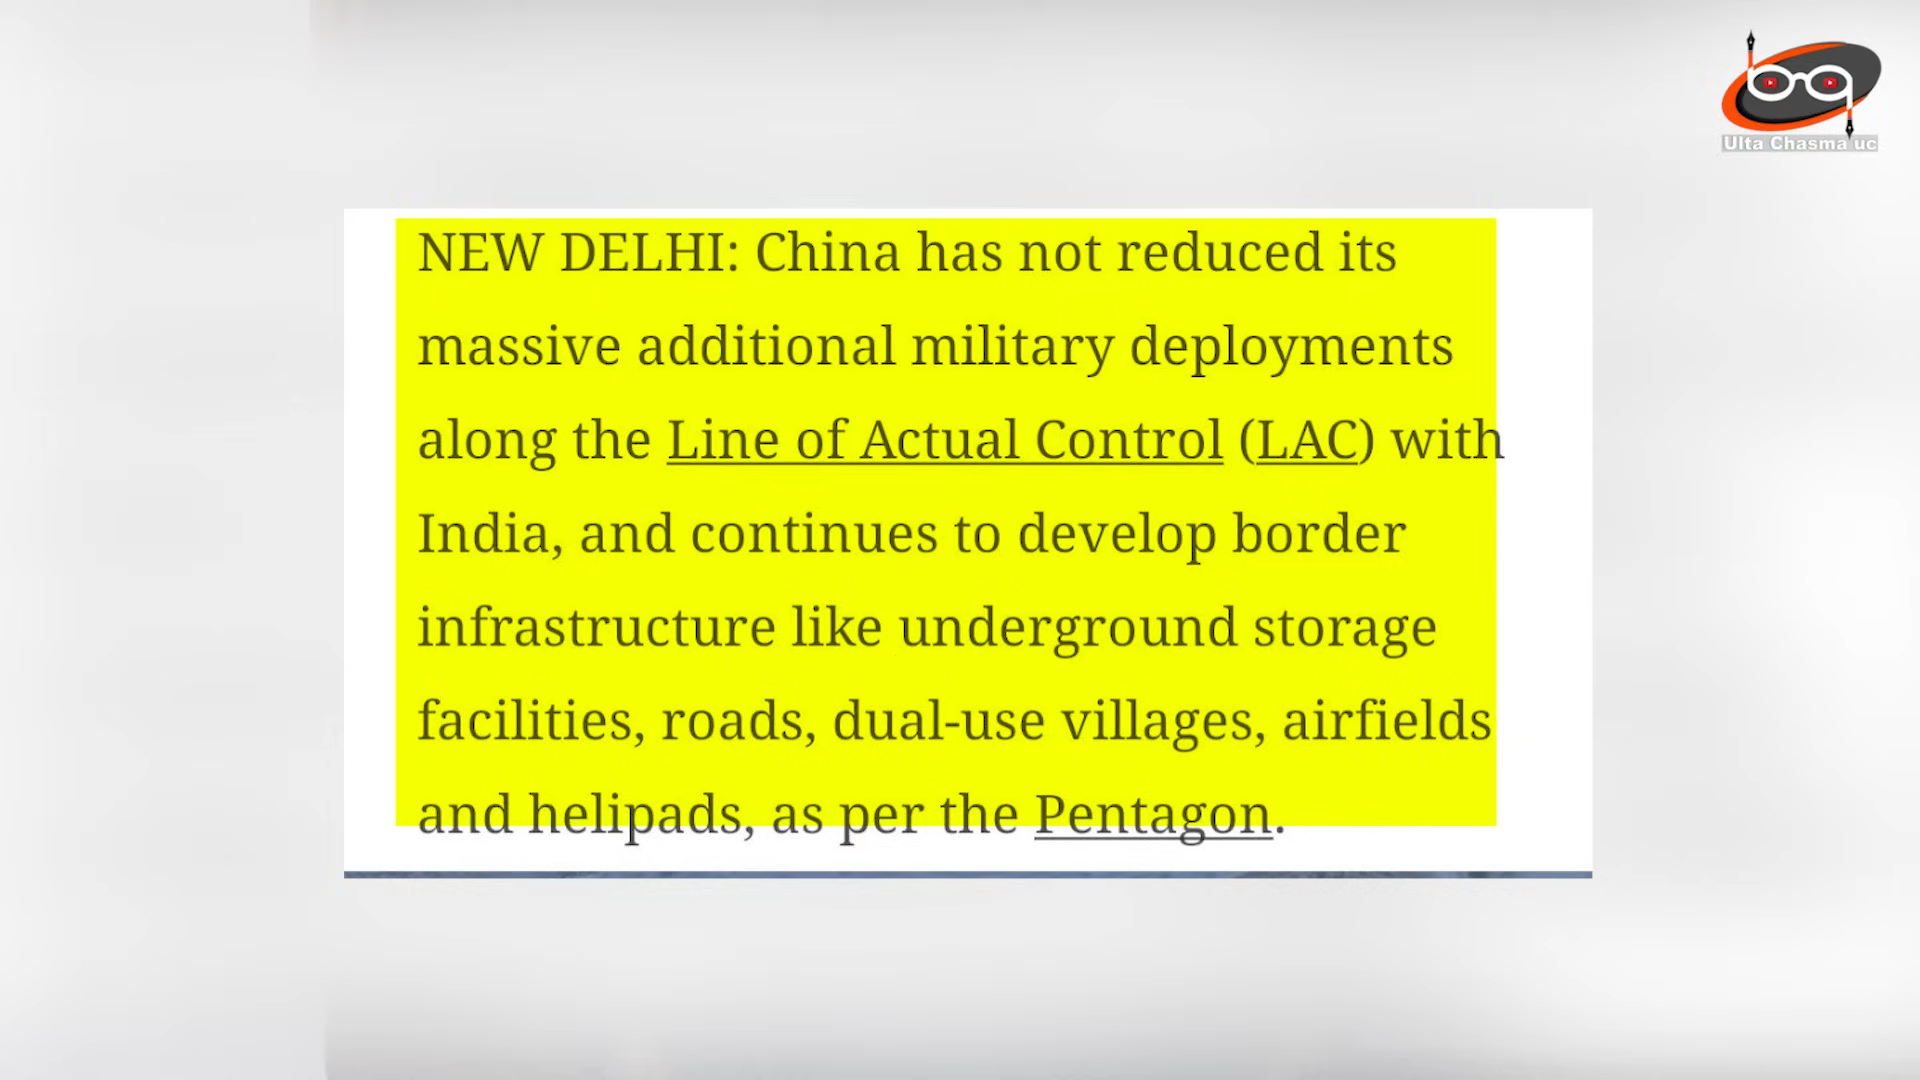 bq
Ulta Chasma uc
NEW DELHI: China has not reduced its
massive additional military deployments
along the Line of Actual Control (LAC) with
India, and continues to develop border
infrastructure like underground storage
facilities, roads, dual-use villages, airfields
and helipads, as per the Pentagon.